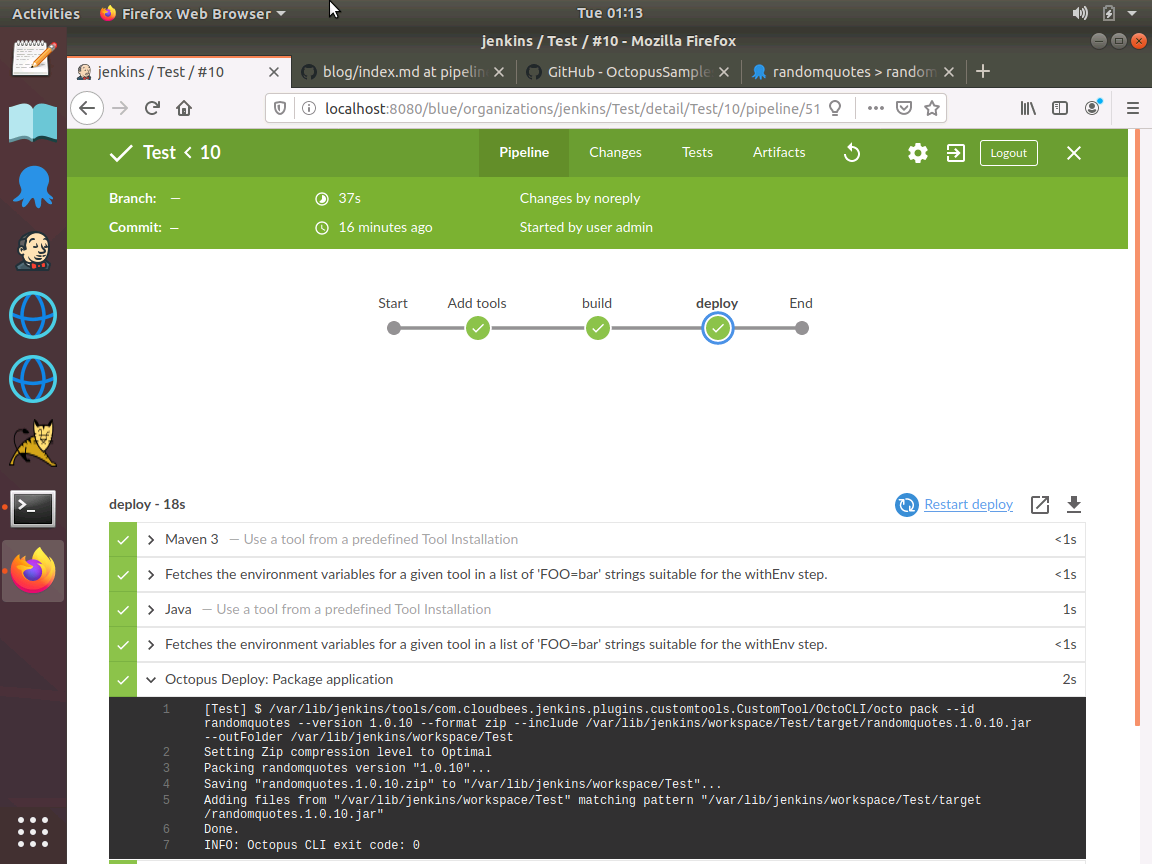 Activities Firefox Web Browser Tue 01:13
jenkins / Test / #10 - Mozilla Firefox
jenkins / Test / #10 blog/index.md at pipelin GitHub - OctopusSample randomquotes > random
localhost:8080/blue/organizations/jenkins/Test/detail/Test/10/pipeline/51
Test < 10 Pipeline Changes Tests Artifacts Logout
Branch: — 37s Changes by noreply
Commit: — 16 minutes ago Started by user admin
Start Add tools build deploy End
deploy - 18s Restart deploy
Maven 3 — Use a tool from a predefined Tool Installation <1s
Fetches the environment variables for a given tool in a list of 'FOO=bar' strings suitable for the withEnv step. <1s
Java — Use a tool from a predefined Tool Installation 1s
Fetches the environment variables for a given tool in a list of 'FOO=bar' strings suitable for the withEnv step. <1s
Octopus Deploy: Package application 2s
1 [Test] $ /var/lib/jenkins/tools/com.cloudbees.jenkins.plugins.customtools.CustomTool/OctoCLI/octo pack --id
randomquotes --version 1.0.10 --format zip --include /var/lib/jenkins/workspace/Test/target/randomquotes.1.0.10.jar
--outFolder /var/lib/jenkins/workspace/Test
2 Setting Zip compression level to Optimal
3 Packing randomquotes version "1.0.10"...
4 Saving "randomquotes.1.0.10.zip" to "/var/lib/jenkins/workspace/Test"...
5 Adding files from "/var/lib/jenkins/workspace/Test" matching pattern "/var/lib/jenkins/workspace/Test/target
/randomquotes.1.0.10.jar"
6 Done.
7 INFO: Octopus CLI exit code: 0